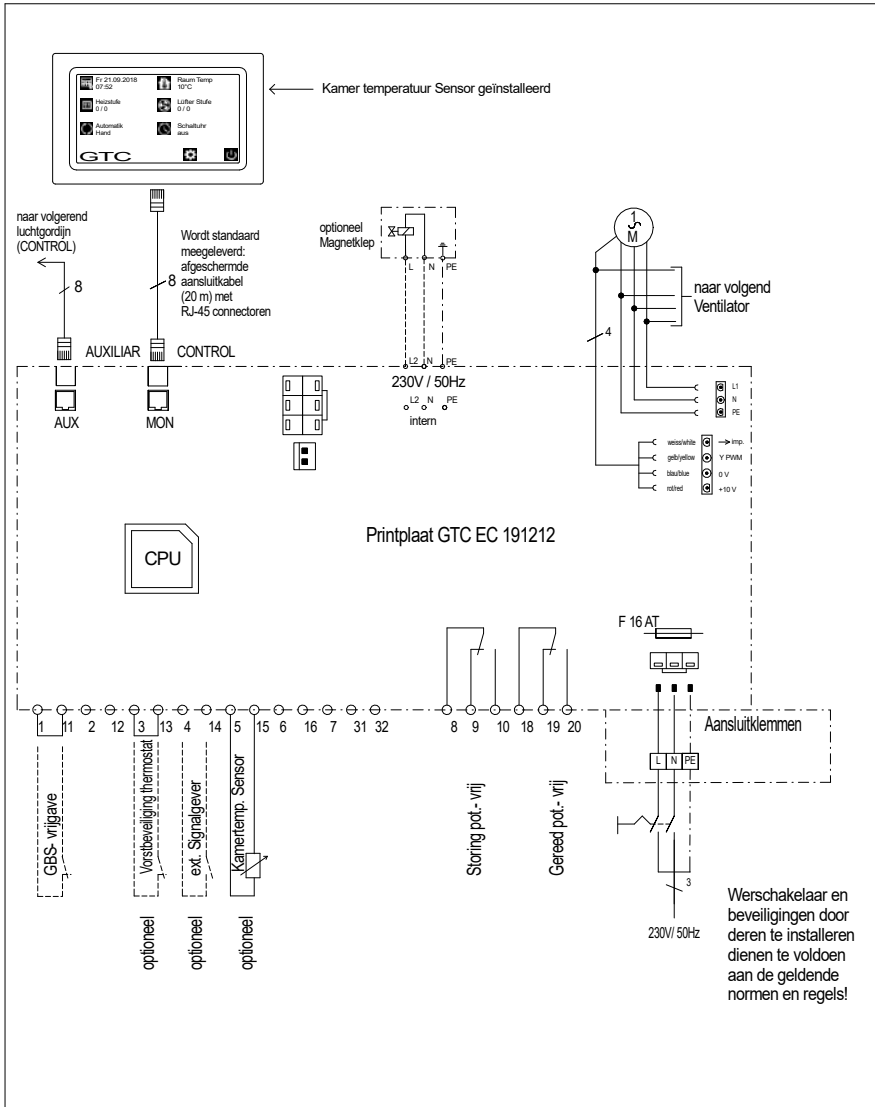 Fr 21.09.2018
07:52
Raum Temp
10°C
Heizstufe
0 / 0
Lüfter Stufe
0 / 0
Automatik
Hand
Schaltuhr
aus
GTC
Kamer temperatuur Sensor geïnstalleerd
naar volgerend
luchtgordijn
(CONTROL)
8
Wordt standaard
meegeleverd:
afgeschermde
aansluitkabel
(20 m) met
RJ-45 connectoren
8
optioneel
Magnetklep
L N PE
1
M
naar volgend
Ventilator
4
AUXILIAR
CONTROL
AUX
MON
L2 N PE
230V / 50Hz
L2 N PE
intern
L1
N
PE
weiss/white imp.
gelb/yellow Y PWM
blau/blue 0 V
rot/red +10 V
CPU
Printplaat GTC EC 191212
F 16 AT
1 11 2 12 3 13 4 14 5 15 6 16 7 31 32 8 9 10 18 19 20
Aansluitklemmen
L N PE
GBS- vrijgave
Vorstbeveiliging thermostat
optioneel
ext. Signalgever
optioneel
Kamertemp. Sensor
optioneel
Storing pot.- vrij
Gereed pot.- vrij
3
230V/ 50Hz
Werschakelaar en
beveiligingen door
deren te installeren
dienen te voldoen
aan de geldende
normen en regels!